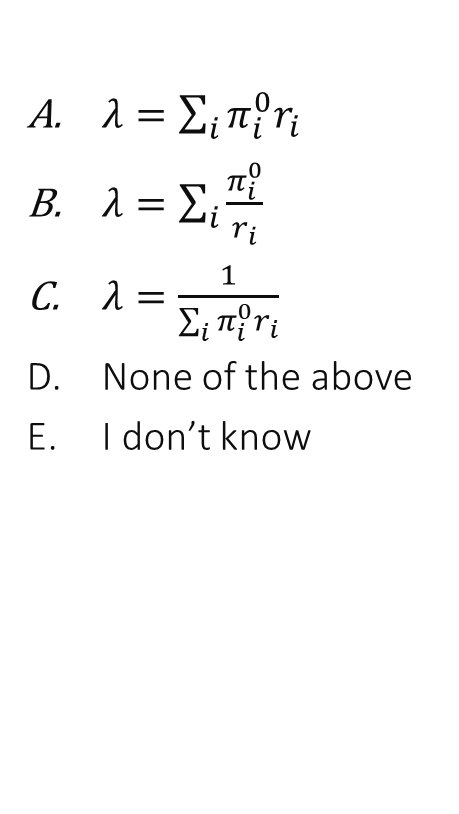 A. λ = ∑ᵢ πᵢ⁰rᵢ
B. λ = ∑ᵢ πᵢ⁰/rᵢ
C. λ = 1/∑ᵢ πᵢ⁰rᵢ
D. None of the above
E. I don’t know